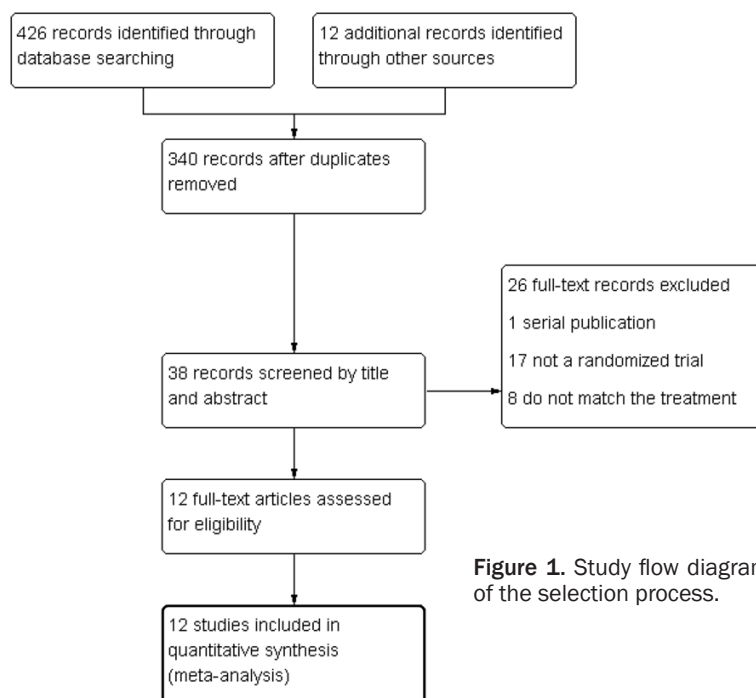 426 records identified through
database searching
12 additional records identified
through other sources
340 records after duplicates
removed
26 full-text records excluded
1 serial publication
17 not a randomized trial
8 do not match the treatment
38 records screened by title
and abstract
12 full-text articles assessed
for eligibility
Figure 1. Study flow diagram
of the selection process.
12 studies included in
quantitative synthesis
(meta-analysis)